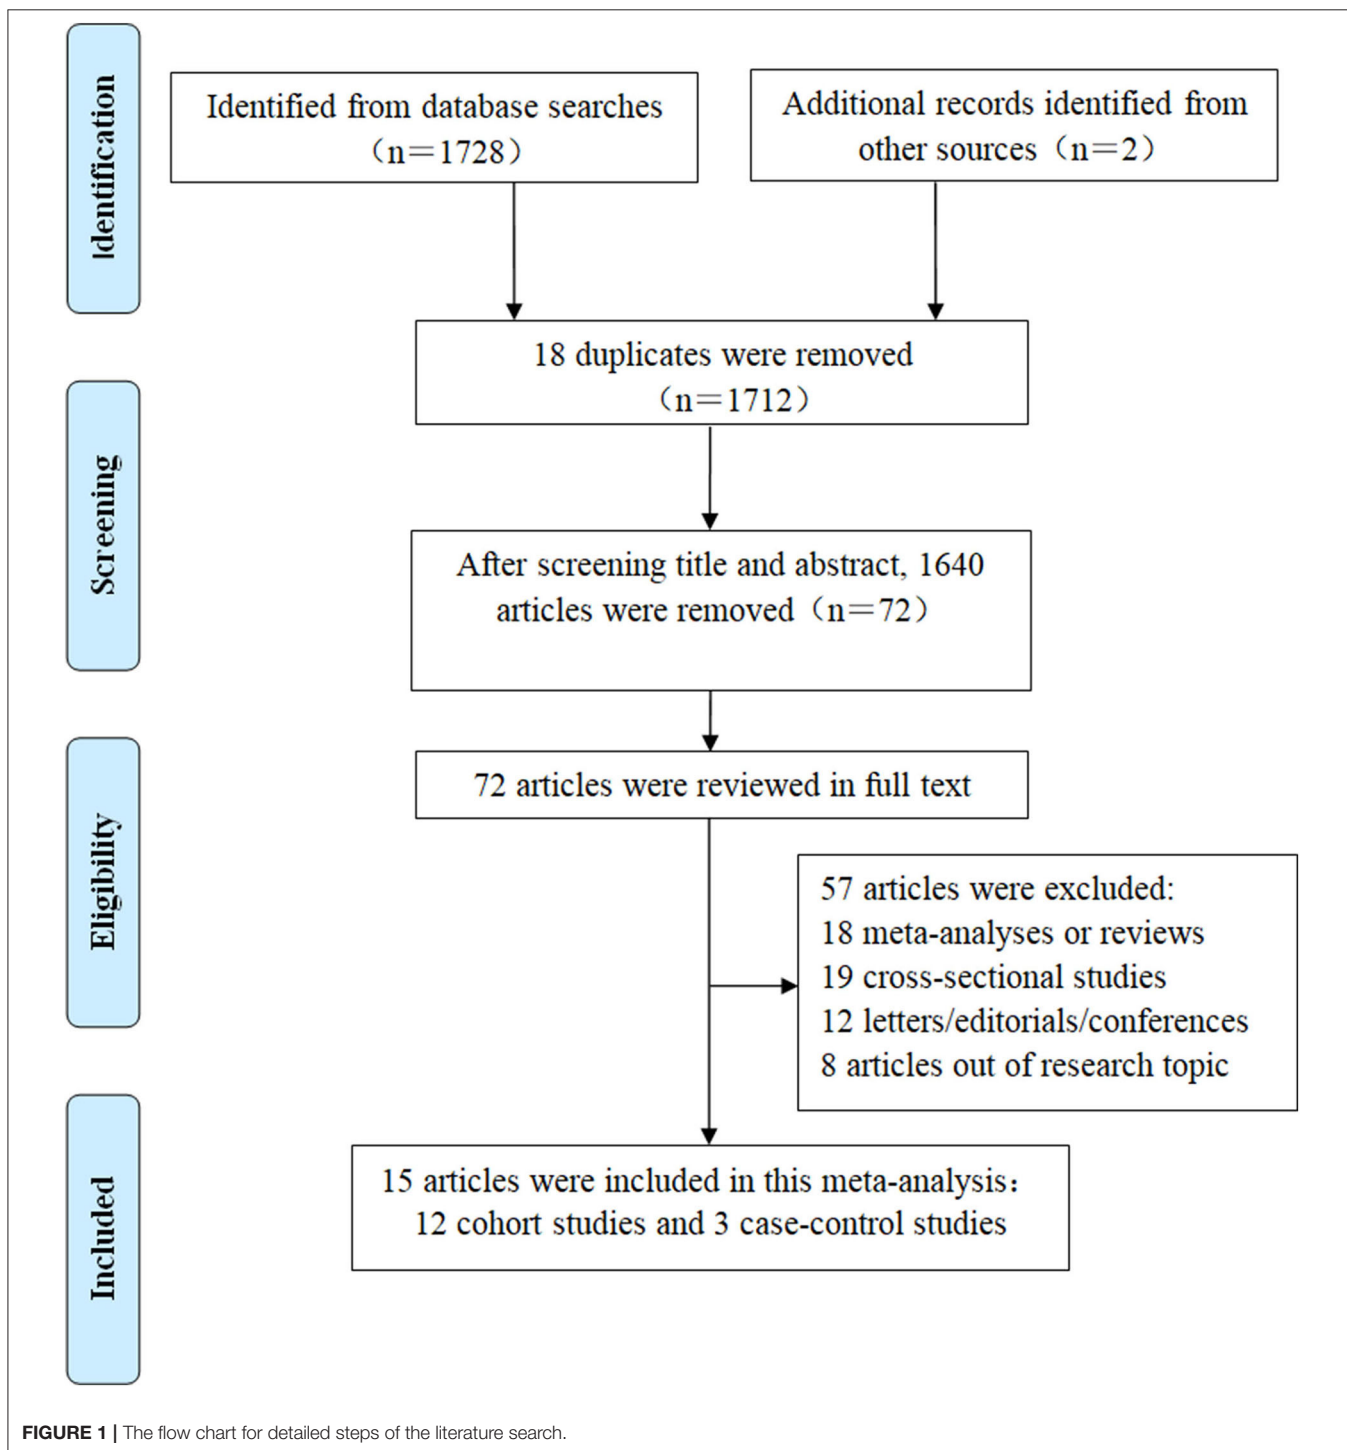 Identification
Identified from database searches
（n=1728）
Additional records identified from
other sources（n=2）
18 duplicates were removed
（n=1712）
Screening
After screening title and abstract, 1640
articles were removed（n=72）
Eligibility
72 articles were reviewed in full text
57 articles were excluded:
18 meta-analyses or reviews
19 cross-sectional studies
12 letters/editorials/conferences
8 articles out of research topic
Included
15 articles were included in this meta-analysis：
12 cohort studies and 3 case-control studies
FIGURE 1 | The flow chart for detailed steps of the literature search.